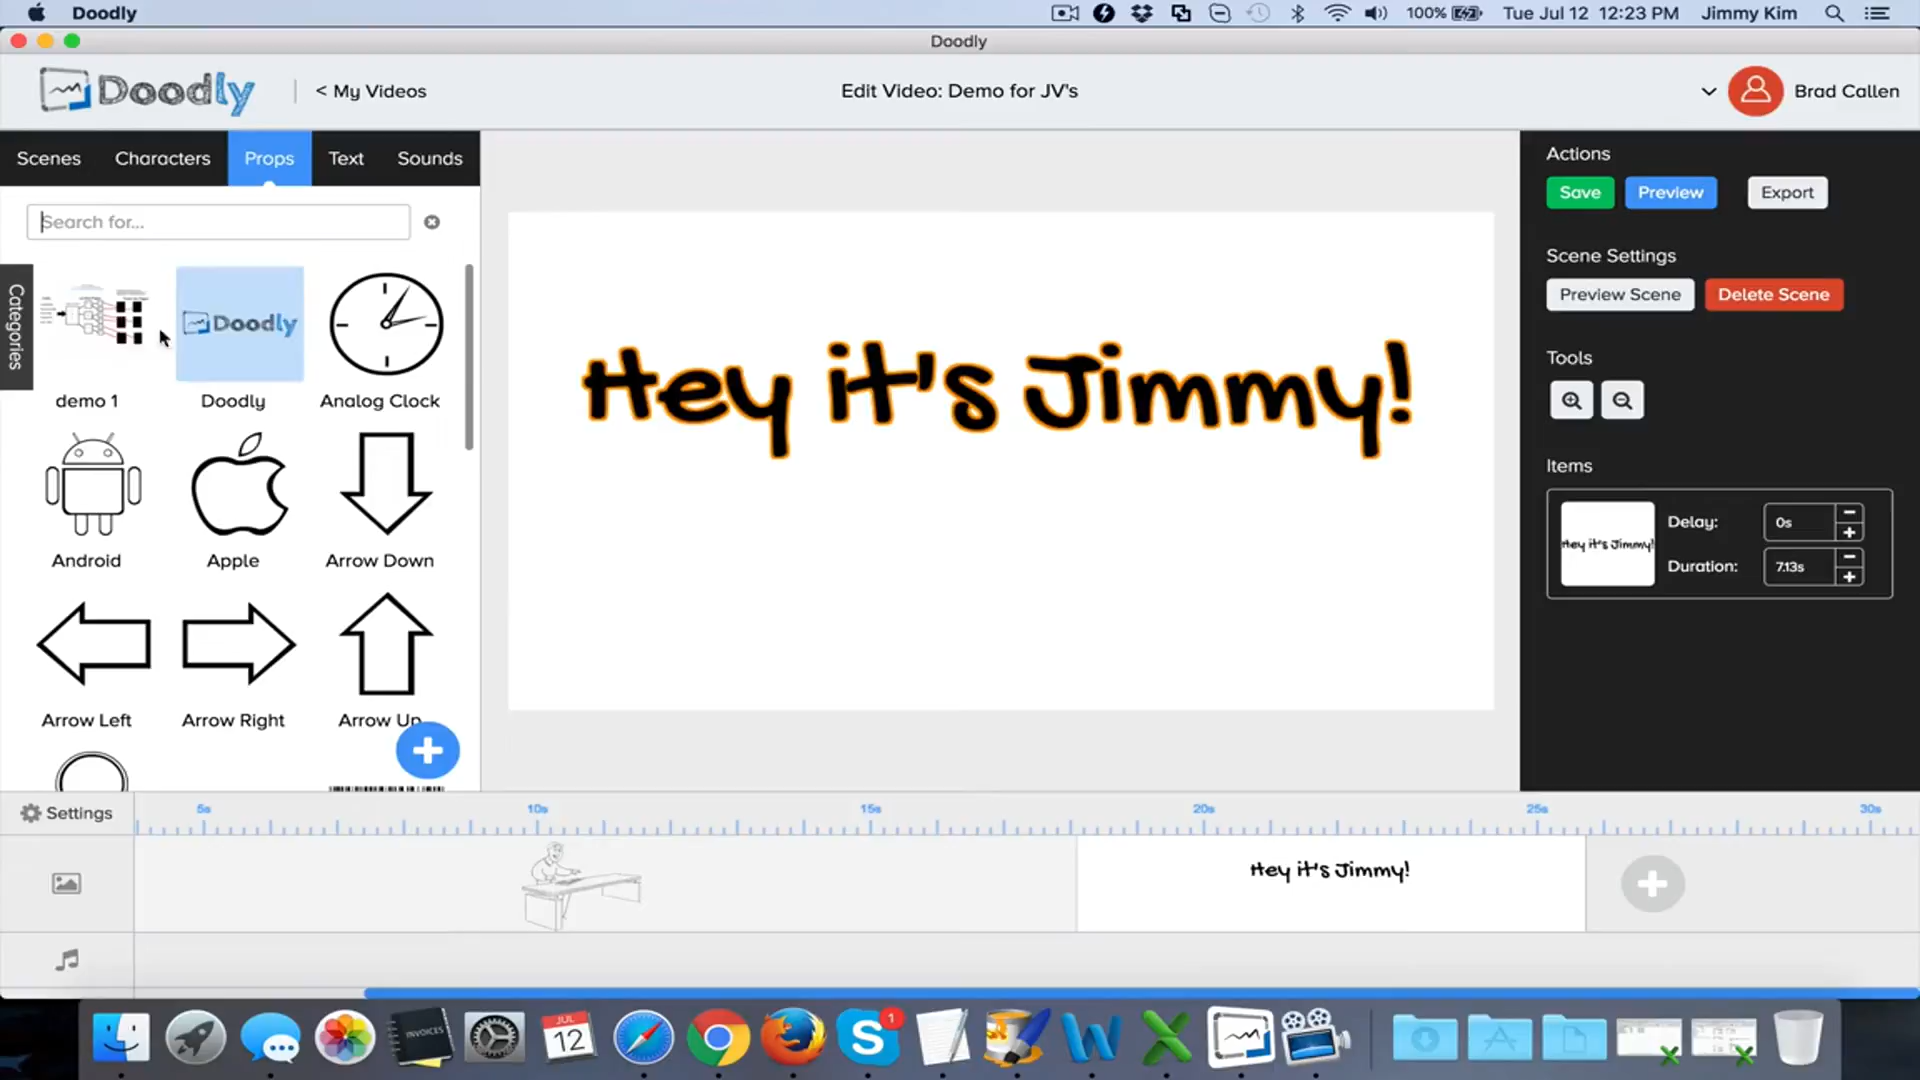 Doodly
100%
Tue Jul 12 12:23 PM
Jimmy Kim
Doodly
Doodly
< My Videos
Edit Video: Demo for JV's
Brad Callen
Scenes
Characters
Props
Text
Sounds
Search for...
Categories
Doodly
demo 1
Doodly
Analog Clock
Android
Apple
Arrow Down
Arrow Left
Arrow Right
Arrow Up
Hey it's Jimmy!
Actions
Save
Preview
Export
Scene Settings
Preview Scene
Delete Scene
Tools
Items
Hey it's Jimmy!
Delay:
0s
Duration:
7.13s
Settings
5s
10s
15s
20s
25s
30s
Hey it's Jimmy!
INVOICES
JUL
12
1